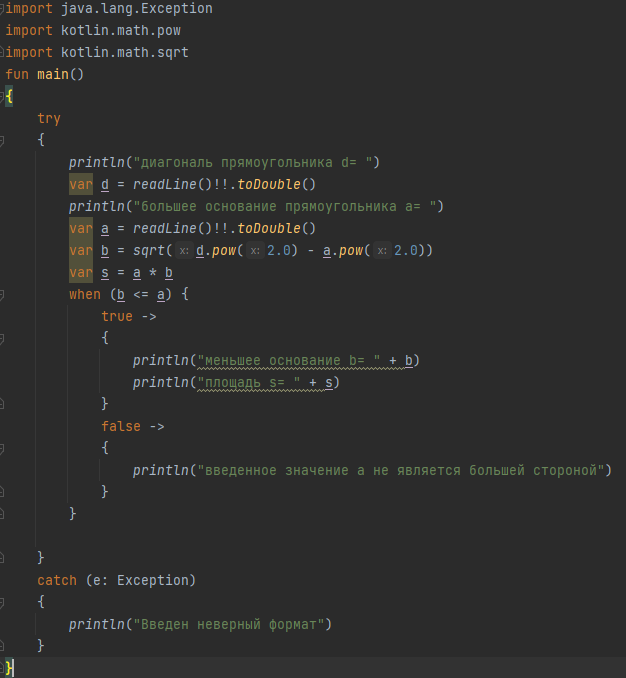 import java.lang.Exception
import kotlin.math.pow
import kotlin.math.sqrt
fun main()
{
    try
    {
        println("диагональ прямоугольника d= ")
        var d = readLine()!!.toDouble()
        println("большее основание прямоугольника a= ")
        var a = readLine()!!.toDouble()
        var b = sqrt( x: d.pow( x: 2.0) - a.pow( x: 2.0))
        var s = a * b
        when (b <= a) {
            true ->
            {
                println("меньшее основание b= " + b)
                println("площадь s= " + s)
            }
            false ->
            {
                println("введенное значение а не является большей стороной")
            }
        }
    }
    catch (e: Exception)
    {
        println("Введен неверный формат")
    }
}